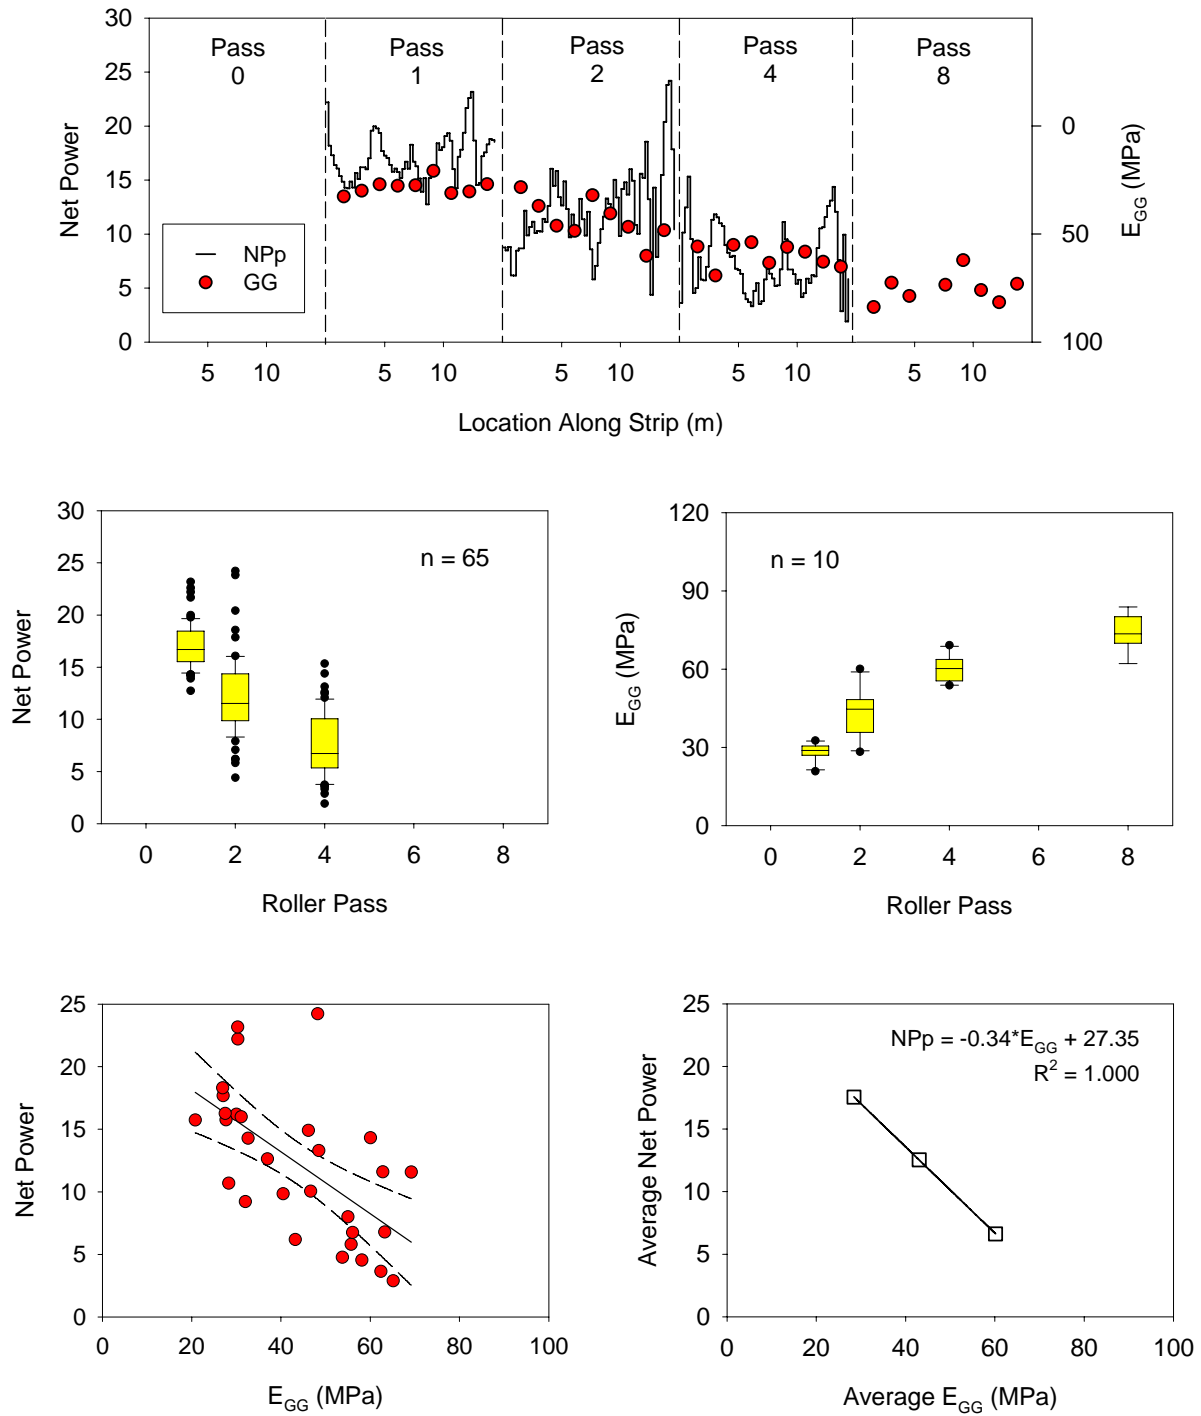 30
25
20
15
10
5
0
Net Power
Pass
0
Pass
1
Pass
2
Pass
4
Pass
8
NPp
GG
0
50
100
E_GG (MPa)
5 10 5 10 5 10 5 10 5 10
Location Along Strip (m)
30
25
20
15
10
5
0
Net Power
n = 65
0 2 4 6 8
Roller Pass
120
90
60
30
0
E_GG (MPa)
n = 10
0 2 4 6 8
Roller Pass
25
20
15
10
5
0
Net Power
0 20 40 60 80 100
E_GG (MPa)
25
20
15
10
5
0
Average Net Power
NPp = -0.34*E_GG + 27.35
R² = 1.000
0 20 40 60 80 100
Average E_GG (MPa)